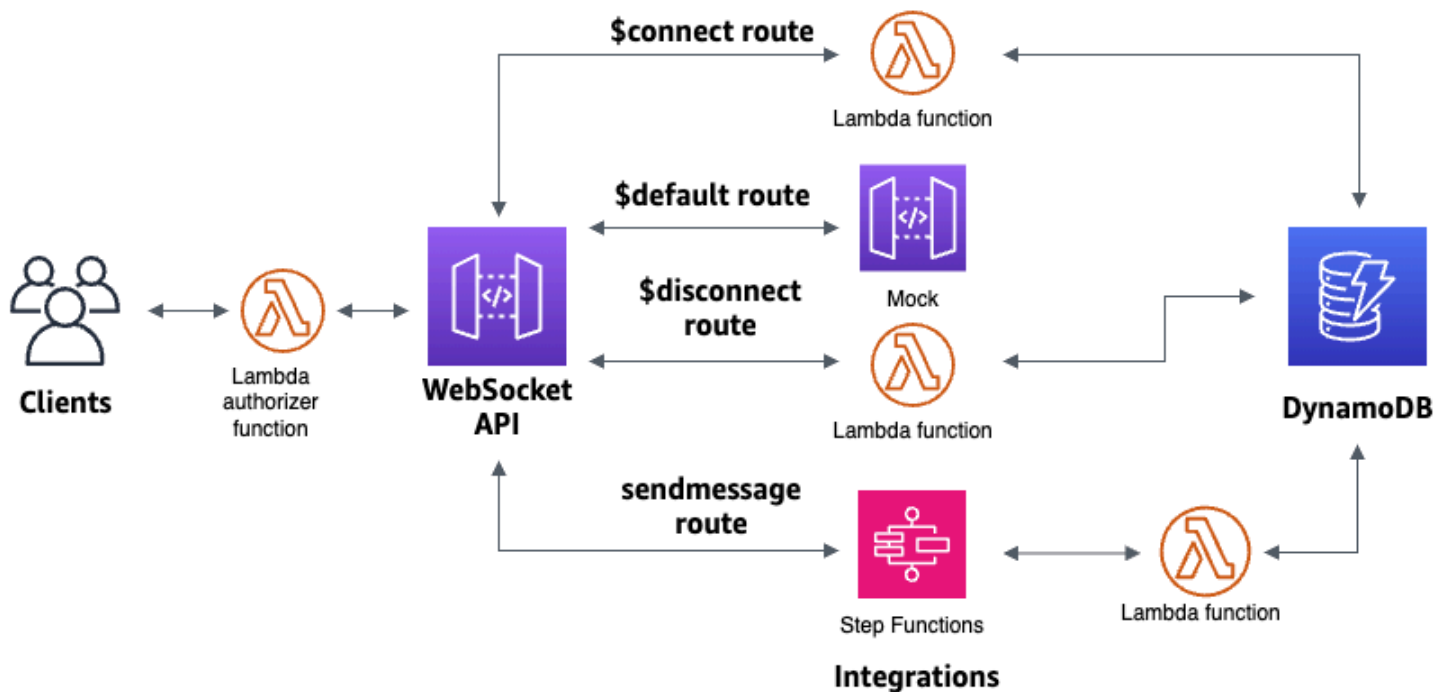 $connect route
Lambda function
$default route
Mock
$disconnect
route
Lambda function
Clients
Lambda
authorizer
function
</>
WebSocket
API
</>
DynamoDB
sendmessage
route
Step Functions
Lambda function
Integrations